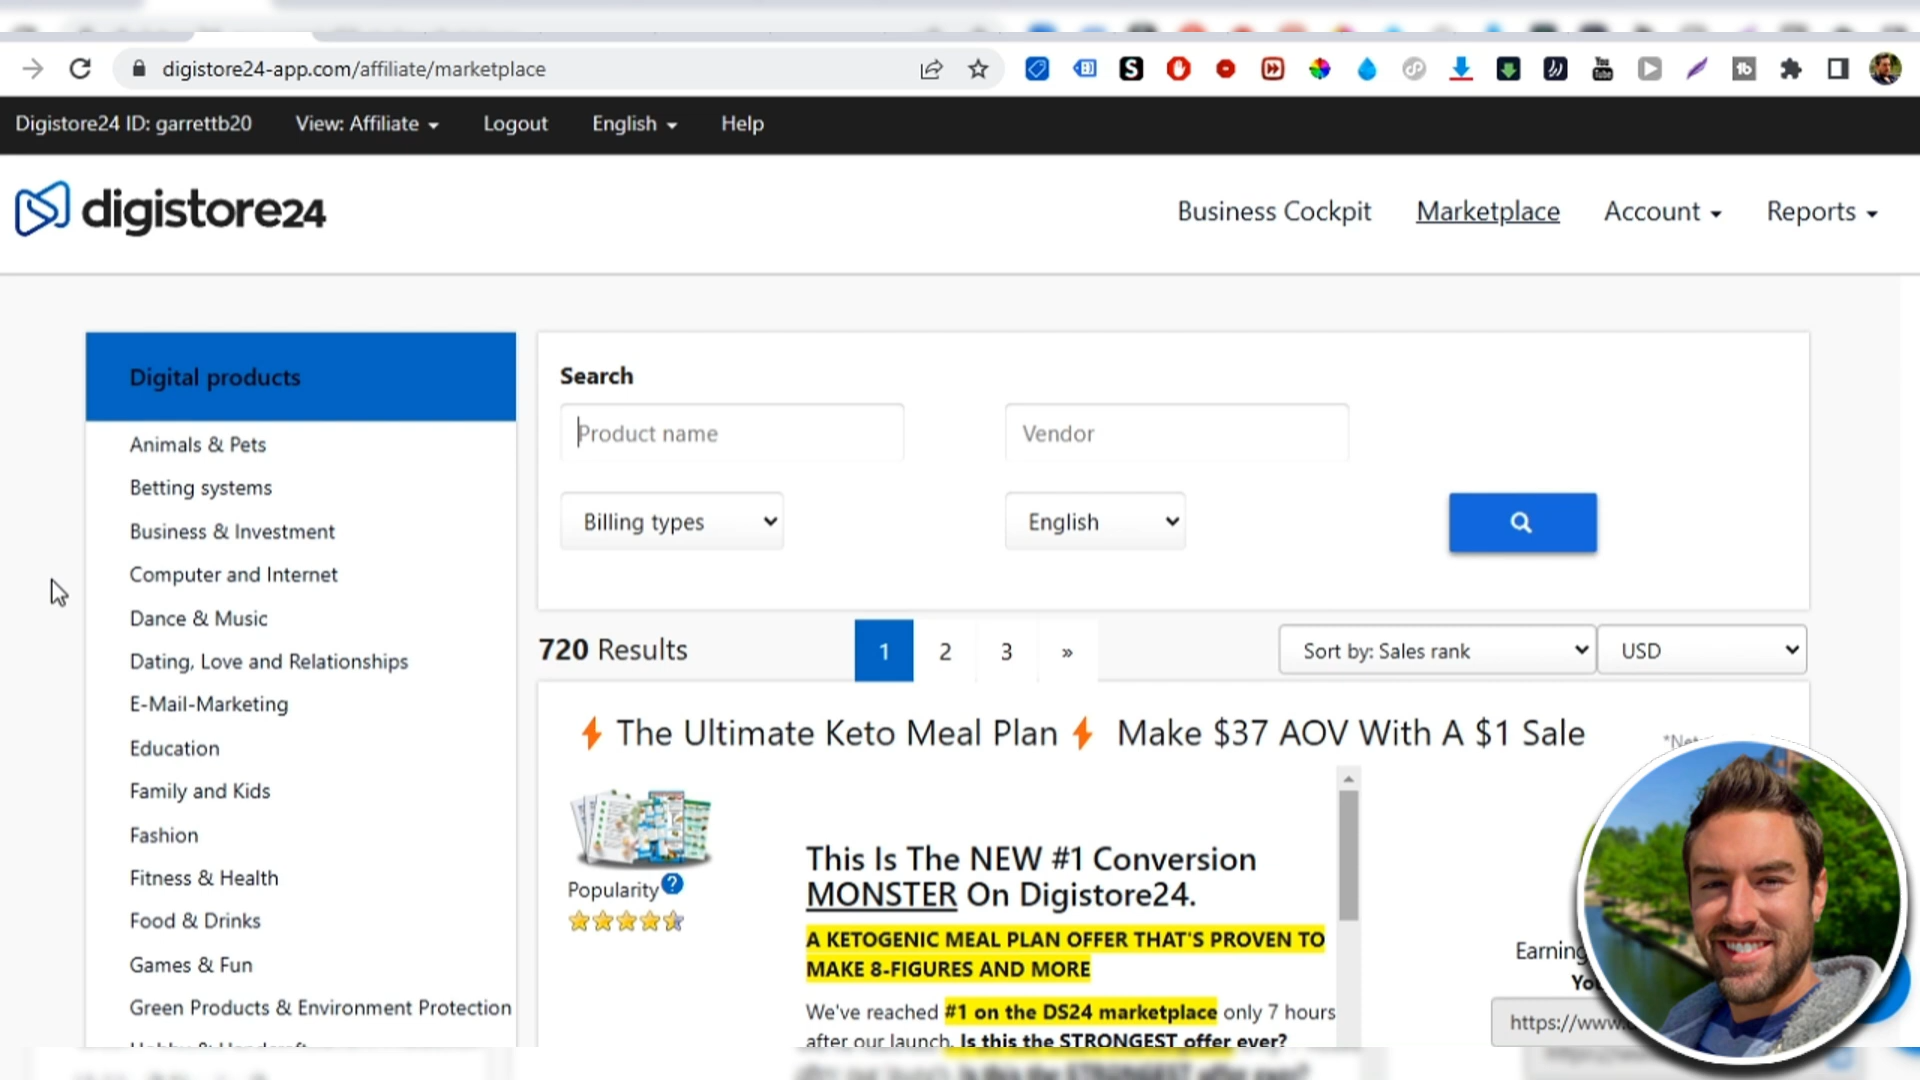 digistore24-app.com/affiliate/marketplace
Digistore24 ID: garrettb20 View: Affiliate Logout English Help
digistore24
Business Cockpit Marketplace Account Reports
Digital products
Animals & Pets
Betting systems
Business & Investment
Computer and Internet
Dance & Music
Dating, Love and Relationships
E-Mail-Marketing
Education
Family and Kids
Fashion
Fitness & Health
Food & Drinks
Games & Fun
Green Products & Environment Protection
Search
Product name Vendor
Billing types English
720 Results 1 2 3 » Sort by: Sales rank USD
The Ultimate Keto Meal Plan Make $37 AOV With A $1 Sale
Popularity ?
This Is The NEW #1 Conversion
MONSTER On Digistore24.
A KETOGENIC MEAL PLAN OFFER THAT'S PROVEN TO
MAKE 8-FIGURES AND MORE
We've reached #1 on the DS24 marketplace only 7 hours
after our launch. Is this the STRONGEST offer ever?
Earning
https://www.